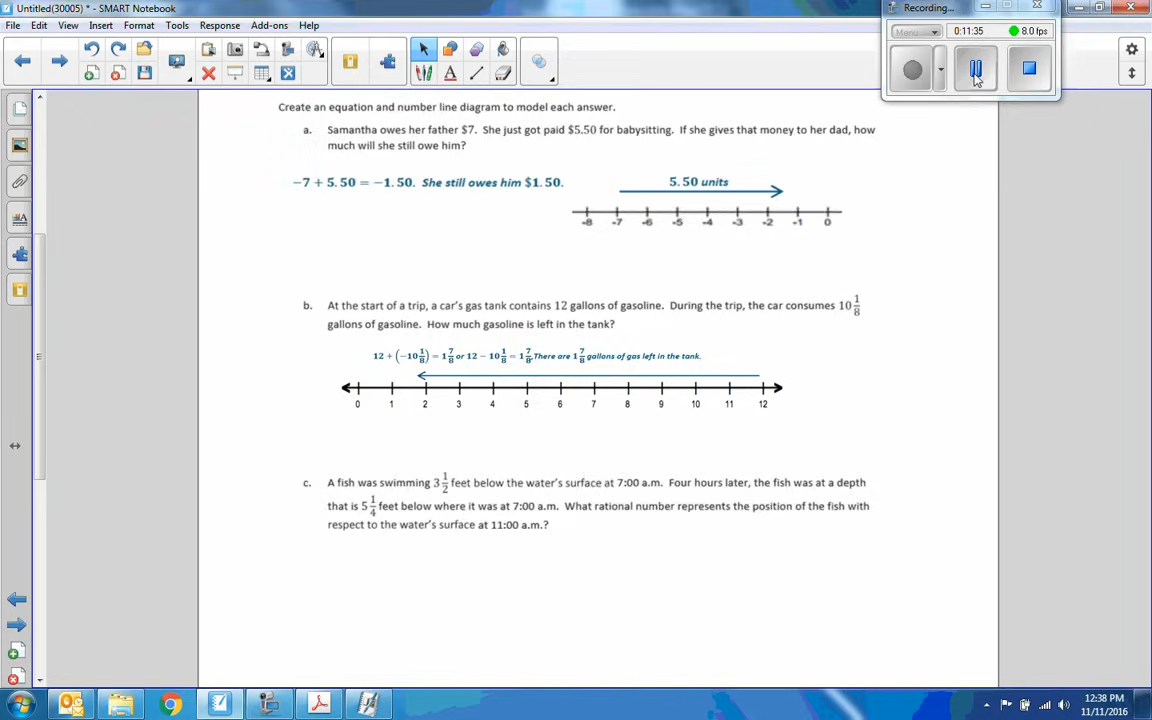 Untitled(30005) * - SMART Notebook
Recording...
File Edit View Insert Format Tools Response Add-ons Help
Menu 0:11:35 8.0 fps
Create an equation and number line diagram to model each answer.
a. Samantha owes her father $7. She just got paid $5.50 for babysitting. If she gives that money to her dad, how
much will she still owe him?
−7 + 5.50 = −1.50. She still owes him $1.50.
5.50 units
-8 -7 -6 -5 -4 -3 -2 -1 0
b. At the start of a trip, a car's gas tank contains 12 gallons of gasoline. During the trip, the car consumes 10 1/8
gallons of gasoline. How much gasoline is left in the tank?
12 + (−10 1/8) = 1 7/8 or 12 − 10 1/8 = 1 7/8. There are 1 7/8 gallons of gas left in the tank.
0 1 2 3 4 5 6 7 8 9 10 11 12
c. A fish was swimming 3 1/2 feet below the water's surface at 7:00 a.m. Four hours later, the fish was at a depth
that is 5 1/4 feet below where it was at 7:00 a.m. What rational number represents the position of the fish with
respect to the water's surface at 11:00 a.m.?
12:38 PM
11/11/2016